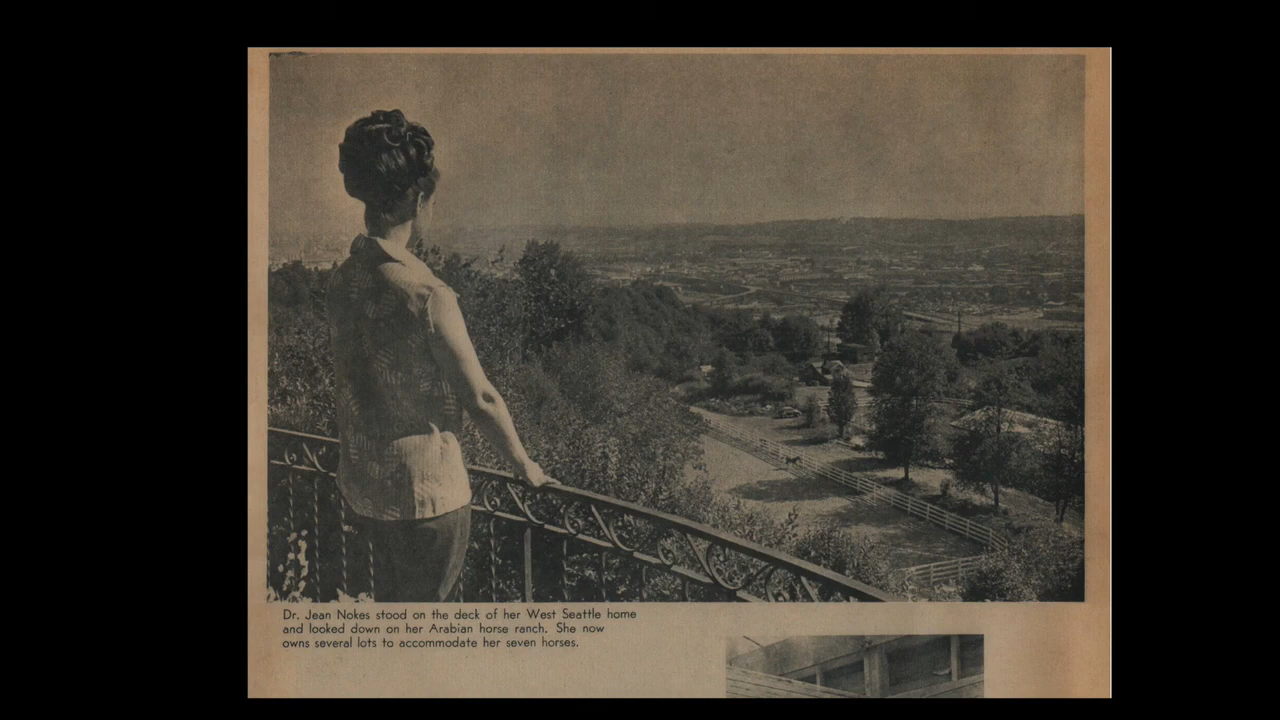 Dr. Jean Nokes stood on the deck of her West Seattle home
and looked down on her Arabian horse ranch. She now
owns several lots to accommodate her seven horses.